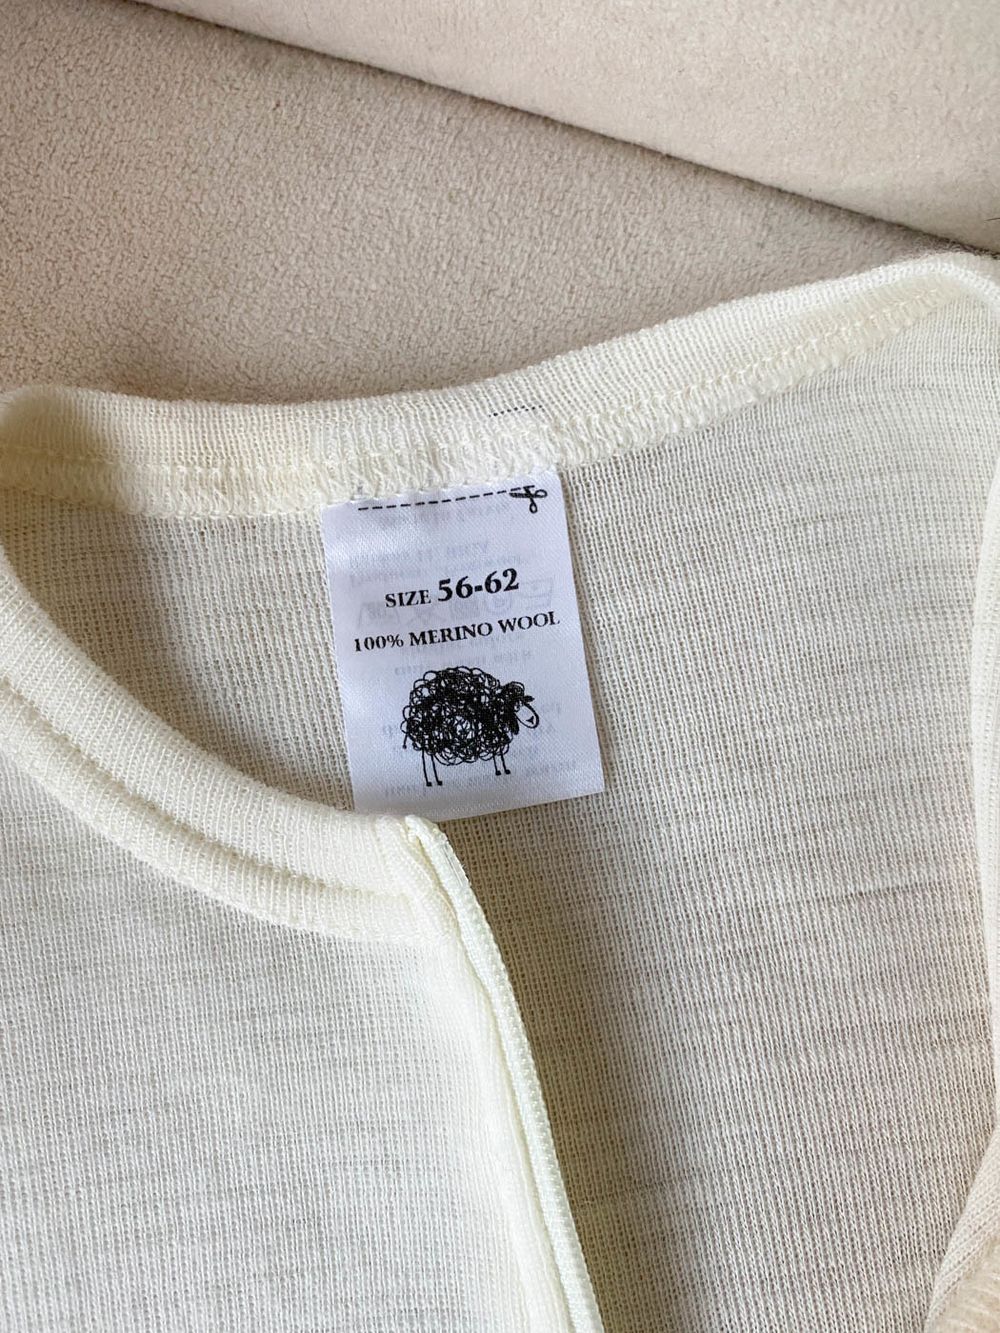 SIZE 56-62
100% MERINO WOOL